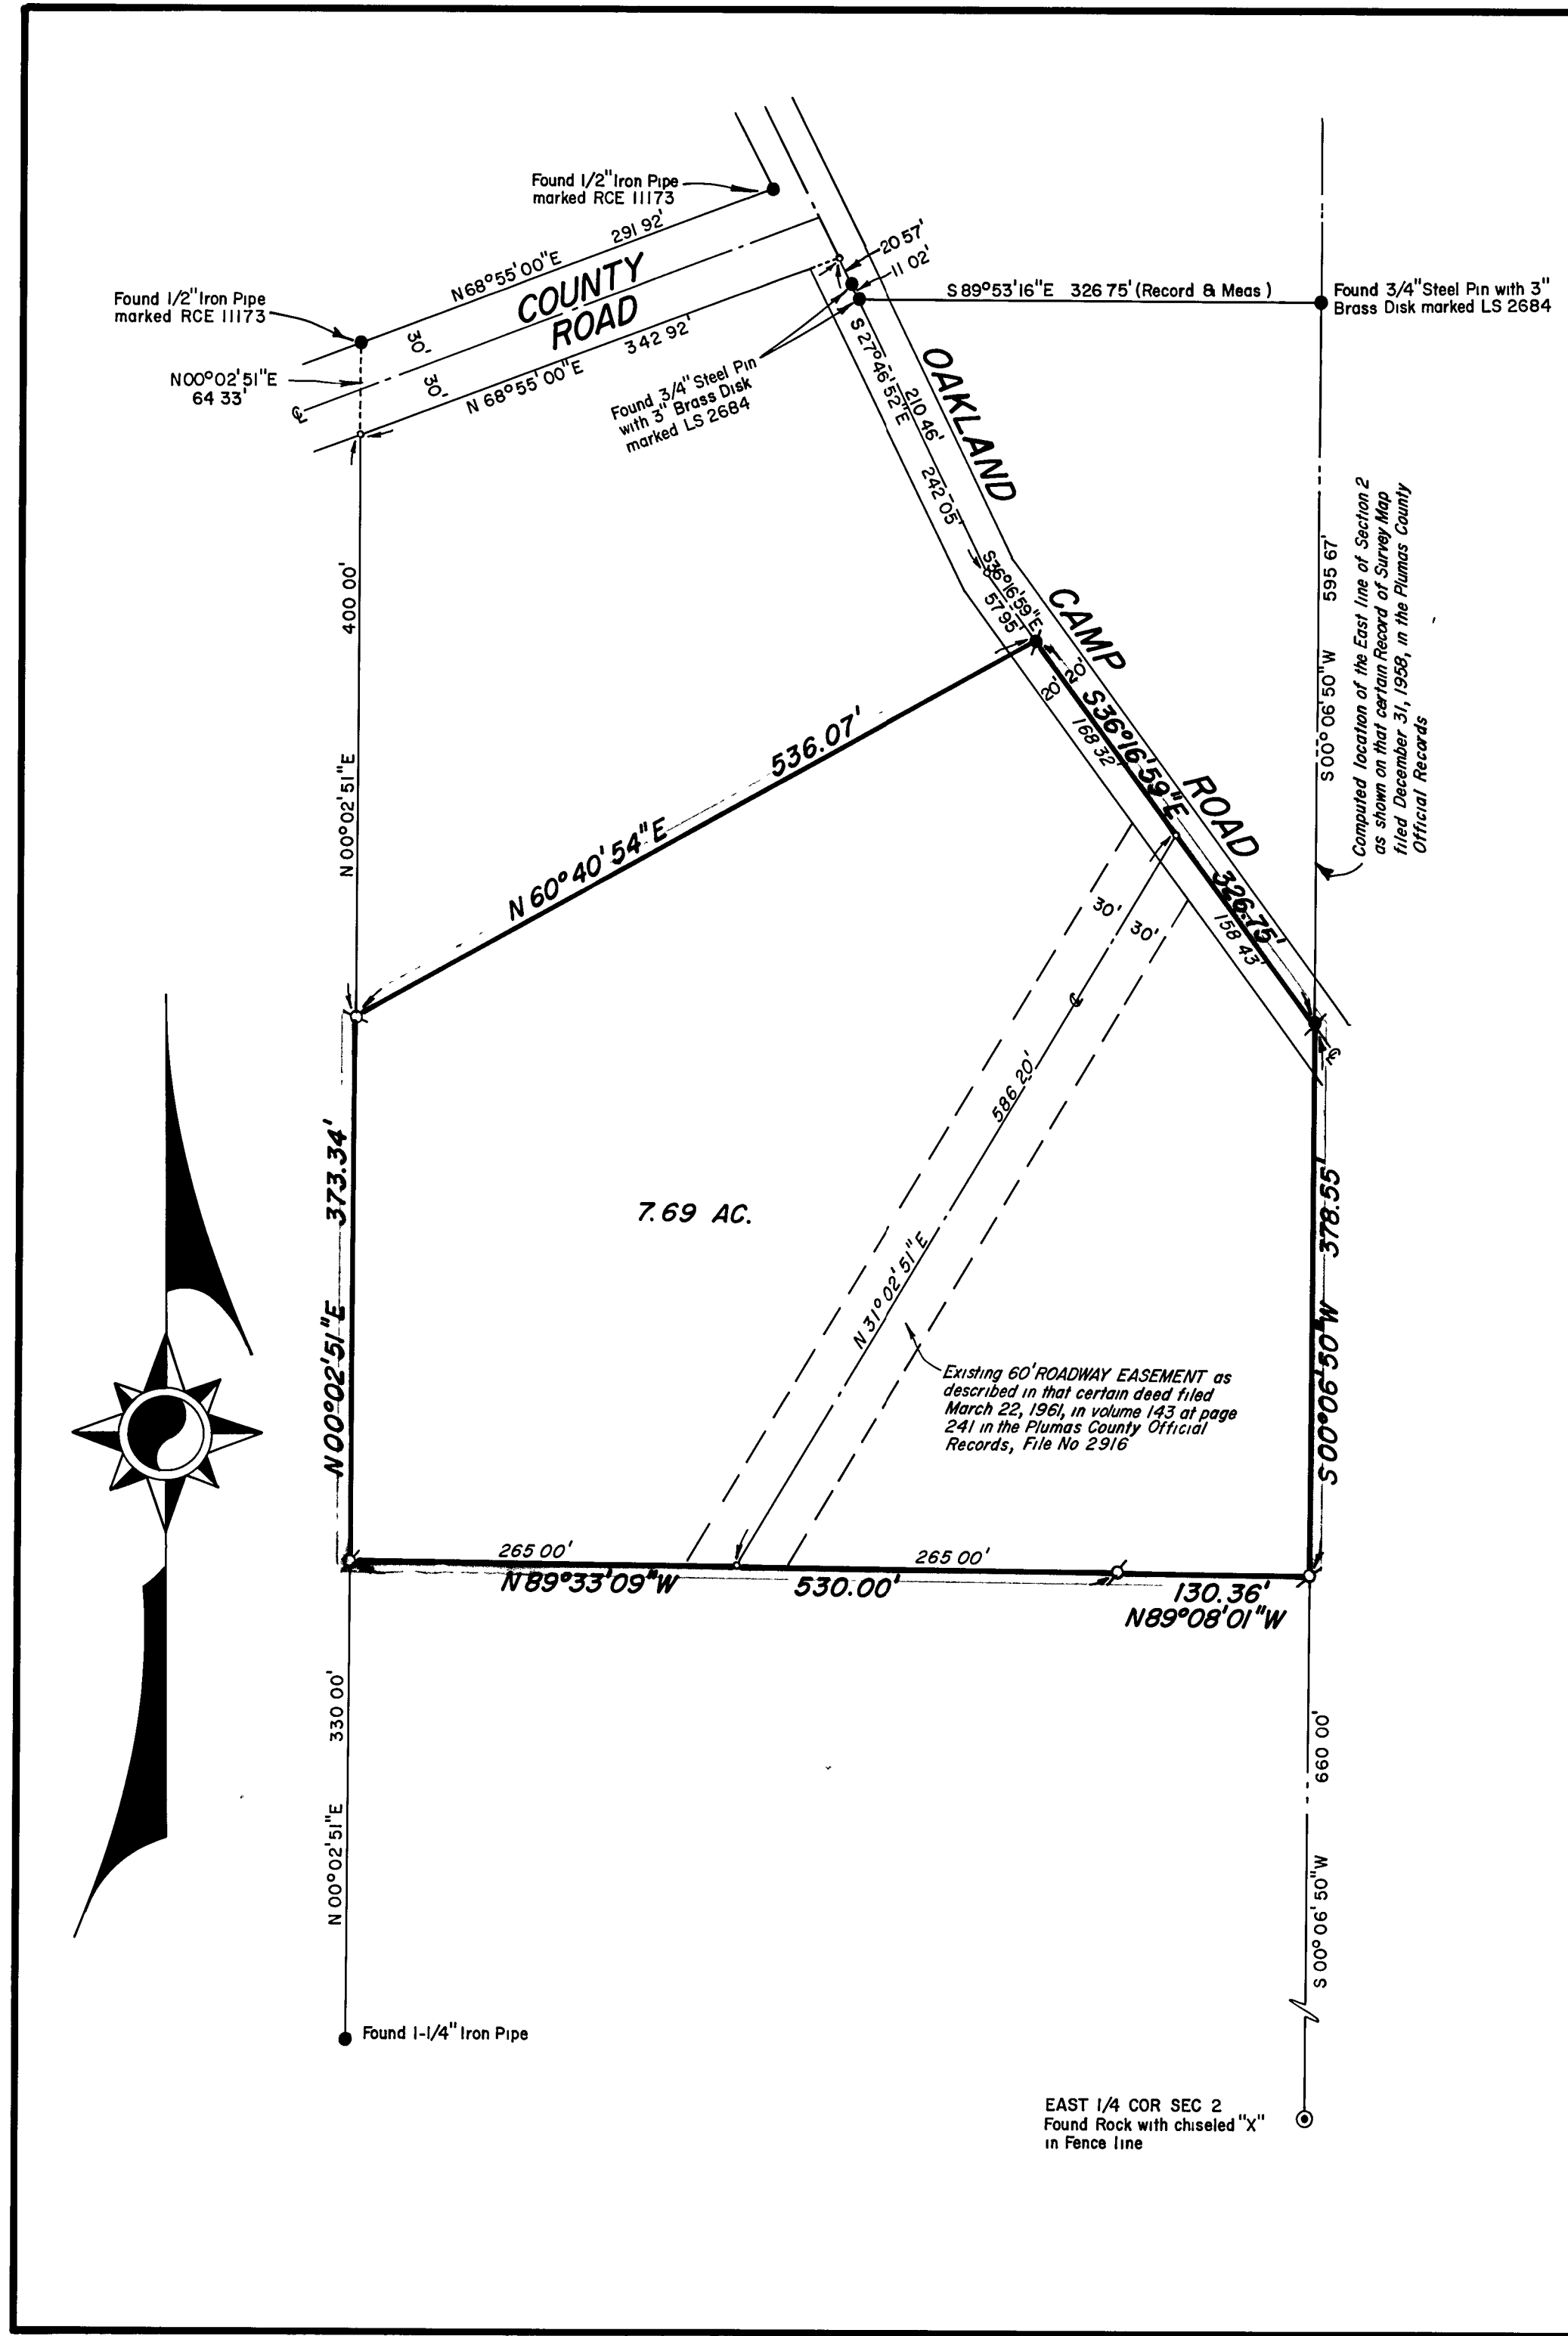 Found 1/2" Iron Pipe
marked RCE 11173
291 92'
N68°55'00"E
COUNTY
ROAD
20 57'
11 02'
S89°53'16"E 326 75' (Record & Meas )
Found 3/4" Steel Pin with 3"
Brass Disk marked LS 2684
Found 1/2" Iron Pipe
marked RCE 11173
30'
30'
N00°02'51"E
64 33'
℄
N 68°55'00"E
342 92'
Found 3/4" Steel Pin
with 3" Brass Disk
marked LS 2684
S 27°46'52"E
210 46'
242 05'
OAKLAND
CAMP
ROAD
S36°16'59"E
57 95'
20'
20'
S36°16'59"E
326.75'
168 32'
158 43'
℄
595 67'
S 00°06'50"W
Computed location of the East line of Section 2
as shown on that certain Record of Survey Map
filed December 31, 1958, in the Plumas County
Official Records
400 00'
N 00°02'51"E
N 60°40'54"E
536.07'
30'
30'
℄
586 20'
N 31°02'51"E
373.34'
N00°02'51"E
7.69 AC.
378.55'
S00°06'50"W
Existing 60' ROADWAY EASEMENT as
described in that certain deed filed
March 22, 1961, in volume 143 at page
241 in the Plumas County Official
Records, File No 2916
265 00'
265 00'
N89°33'09"W
530.00'
130.36'
N89°08'01"W
330 00'
N 00°02'51"E
660 00'
S 00°06'50"W
Found 1-1/4" Iron Pipe
EAST 1/4 COR SEC 2
Found Rock with chiseled "X"
in Fence line